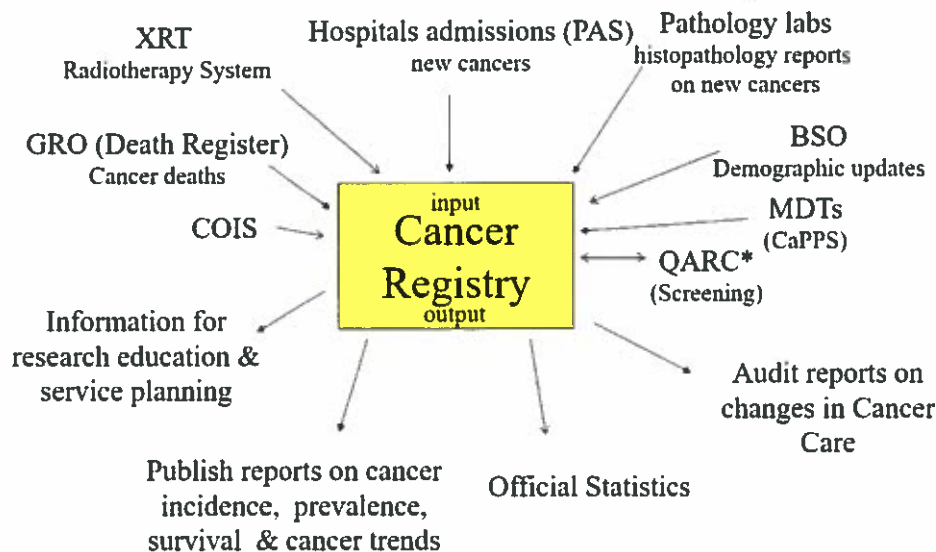 XRT
Radiotherapy System
Hospitals admissions (PAS)
new cancers
Pathology labs
histopathology reports
on new cancers
GRO (Death Register)
Cancer deaths
BSO
Demographic updates
COIS
MDTs
(CaPPS)
QARC*
(Screening)
input
Cancer
Registry
output
Information for
research education &
service planning
Audit reports on
changes in Cancer
Care
Publish reports on cancer
incidence, prevalence,
survival & cancer trends
Official Statistics